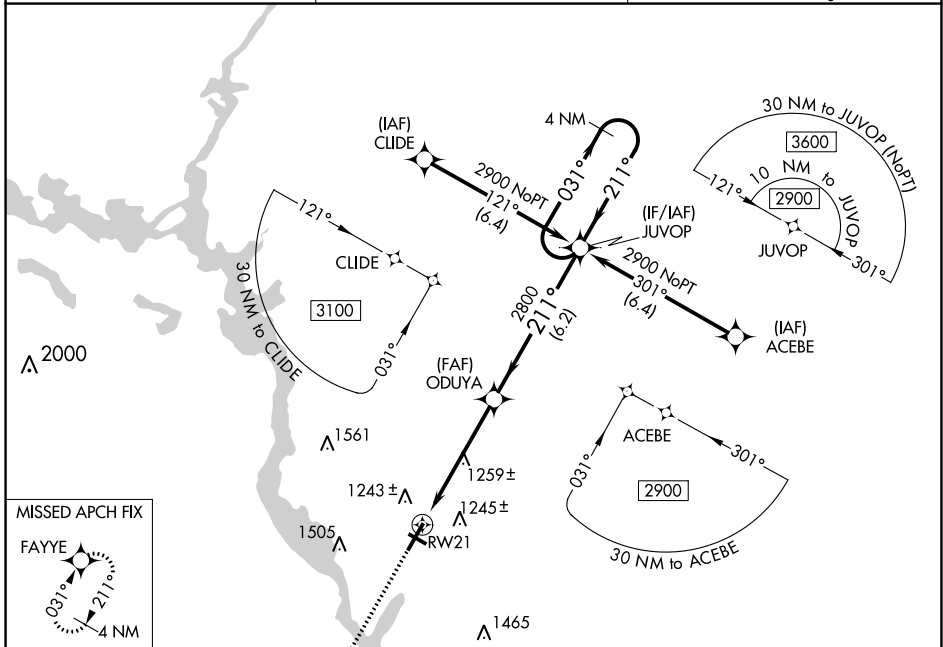 (IAF)
CLIDE
2900 NoPT
121°
(6.4)
4 NM
031°
211°
(IF/IAF)
JUVOP
30 NM to JUVOP (NoPT)
3600
10 NM to JUVOP
2900
121°
JUVOP
301°
121°
CLIDE
3100
30 NM to CLIDE
031°
2900 NoPT
301°
(6.4)
(IAF)
ACEBE
2800
211°
(6.2)
(FAF)
ODUYA
2000
1561
1259±
1243±
1245±
1505
RW21
1465
ACEBE
301°
031°
2900
30 NM to ACEBE
MISSED APCH FIX
FAYYE
031°
211°
4 NM